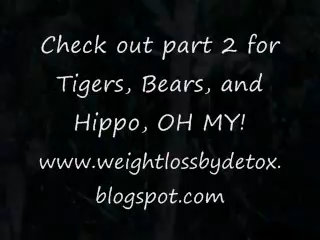 Check out part 2 for
Tigers, Bears, and
Hippo, OH MY!
www.weightlossbydetox.
blogspot.com